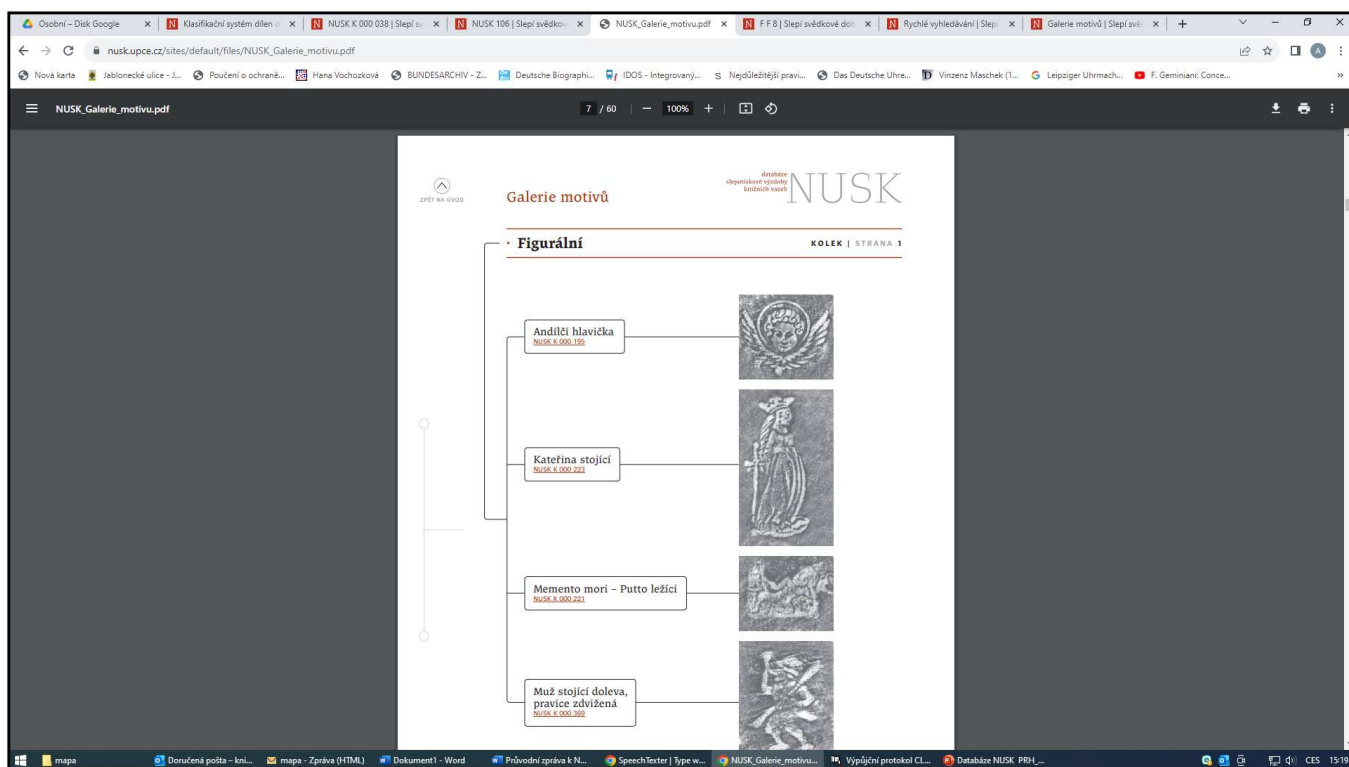 Osobní – Disk Google
Klasifikační systém dílen
NUSK K 000 038 | Slepí
NUSK 106 | Slepí svědkov
NUSK_Galerie_motivu.pdf
F F 8 | Slepí svědkové dob
Rychlé vyhledávání | Slep
Galerie motivů | Slepí
nusk.upce.cz/sites/default/files/NUSK_Galerie_motivu.pdf
A
Nová karta
Jablonecké ulice - J...
Poučení o ochraně...
Hana Vochozková
BUNDESARCHIV - Z...
Deutsche Biographi...
IDOS - Integrovaný...
S Nejdůležitější pravi...
Das Deutsche Uhre...
Vinzenz Maschek (1...
Leipziger Uhrmach...
F. Geminiani: Conce...
NUSK_Galerie_motivu.pdf
7 / 60
100%
ZPĚT NA ÚVOD
Galerie motivů
databáze
slepotiskové výzdoby
knižních vazeb
NUSK
Figurální
KOLEK | STRANA 1
Andílčí hlavička
NUSK K 000 195
Kateřina stojící
NUSK K 000 223
Memento mori – Putto ležící
NUSK K 000 221
Muž stojící doleva,
pravice zdvižená
NUSK K 000 369
mapa
Doručená pošta – kni...
mapa - Zpráva (HTML)
Dokument1 - Word
Průvodní zpráva k N...
SpeechTexter | Type w...
NUSK_Galerie_motivu...
Výpůjční protokol CL...
Databáze NUSK PRH_...
CES
15:19